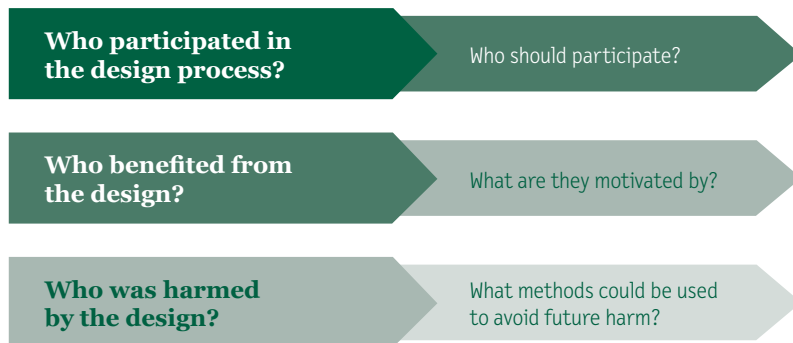 Who participated in
the design process?
Who should participate?
Who benefited from
the design?
What are they motivated by?
Who was harmed
by the design?
What methods could be used
to avoid future harm?